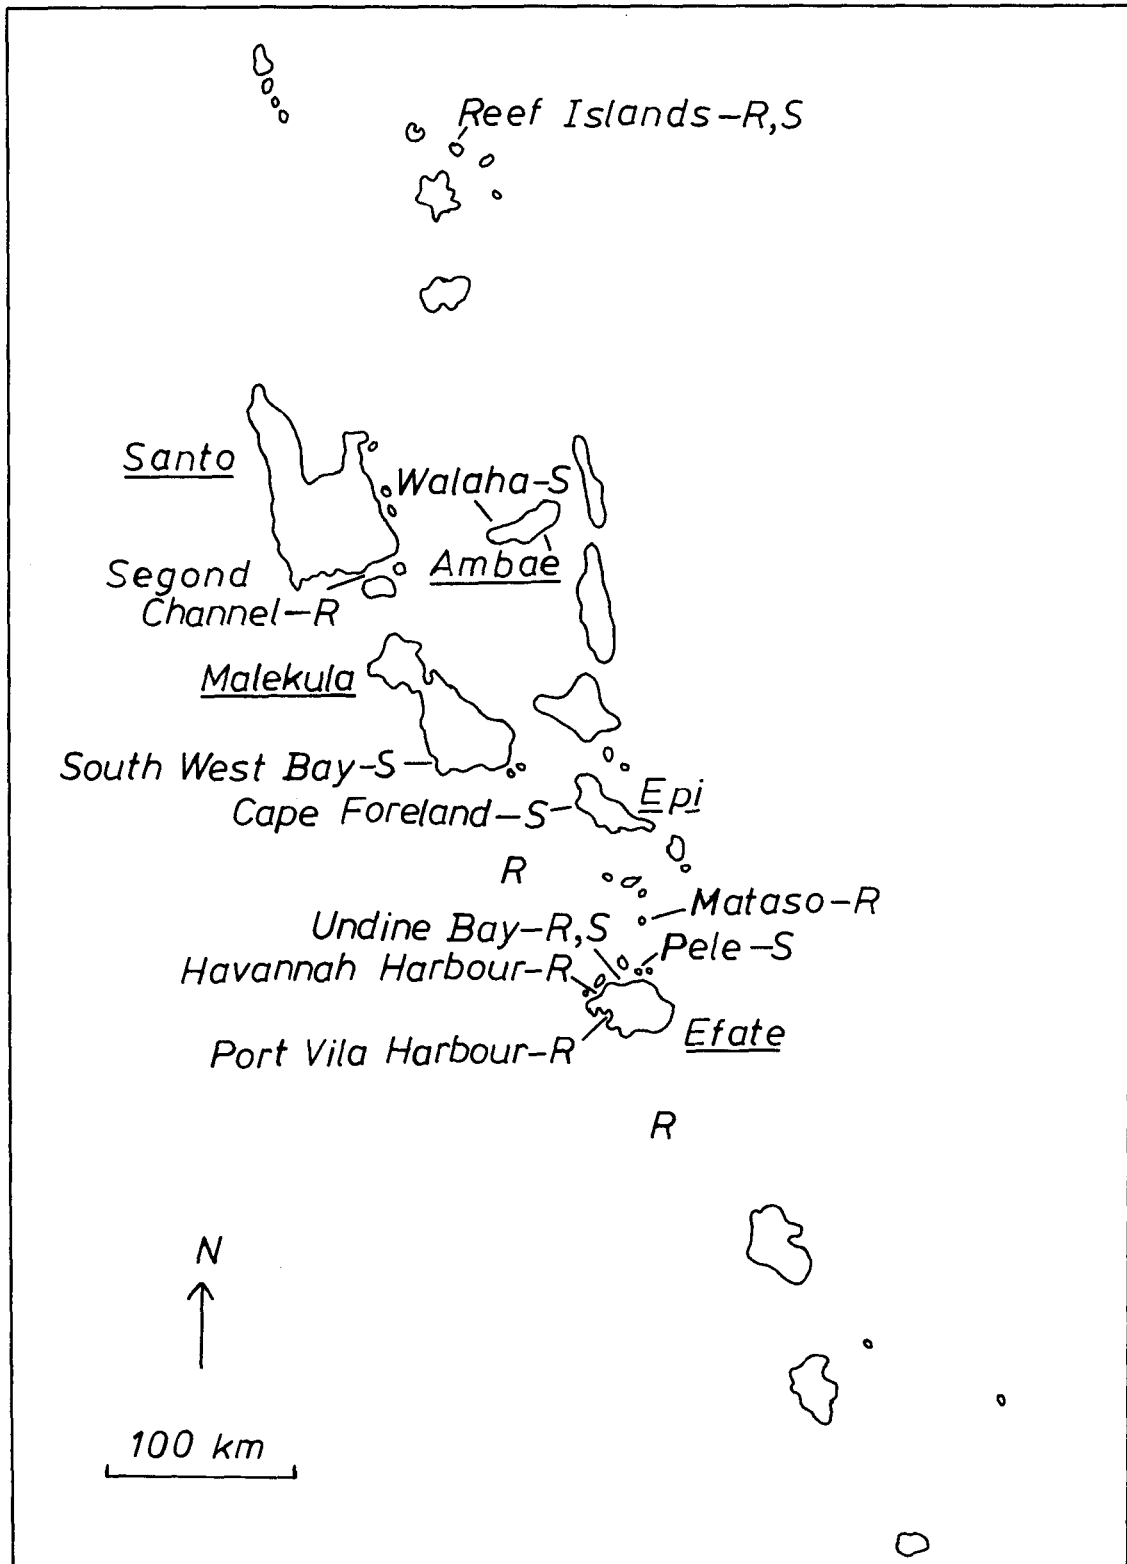 Reef Islands–R,S
Santo
Walaha–S
Ambae
Segond
Channel–R
Malekula
South West Bay–S
Epi
Cape Foreland–S
R
Mataso–R
Undine Bay–R,S
Pele–S
Havannah Harbour–R
Efate
Port Vila Harbour–R
R
N
100 km